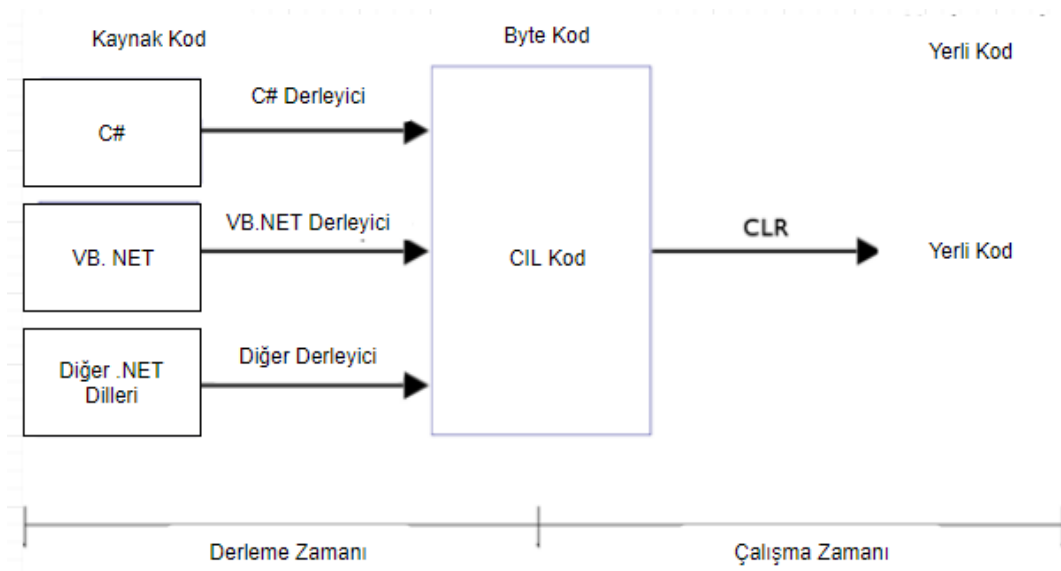 Kaynak Kod
Byte Kod
Yerli Kod
C#
C# Derleyici
VB. NET
VB.NET Derleyici
CIL Kod
CLR
Yerli Kod
Diğer .NET
Dilleri
Diğer Derleyici
Derleme Zamanı
Çalışma Zamanı